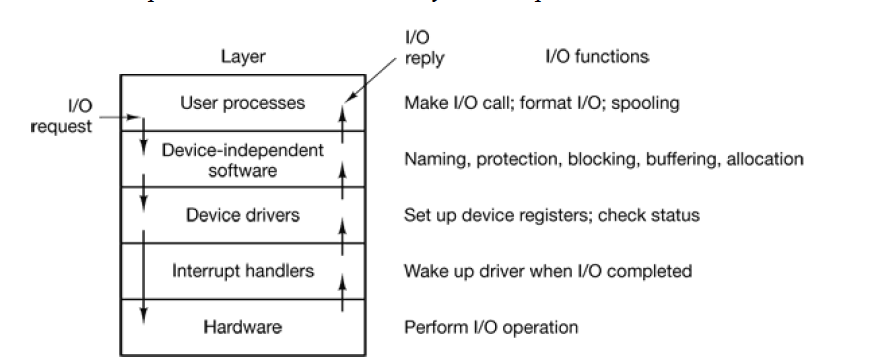 I/O
Layer reply I/O functions
I/O
request
User processes Make I/O call; format I/O; spooling
Device-independent
software
Naming, protection, blocking, buffering, allocation
Device drivers Set up device registers; check status
Interrupt handlers Wake up driver when I/O completed
Hardware Perform I/O operation